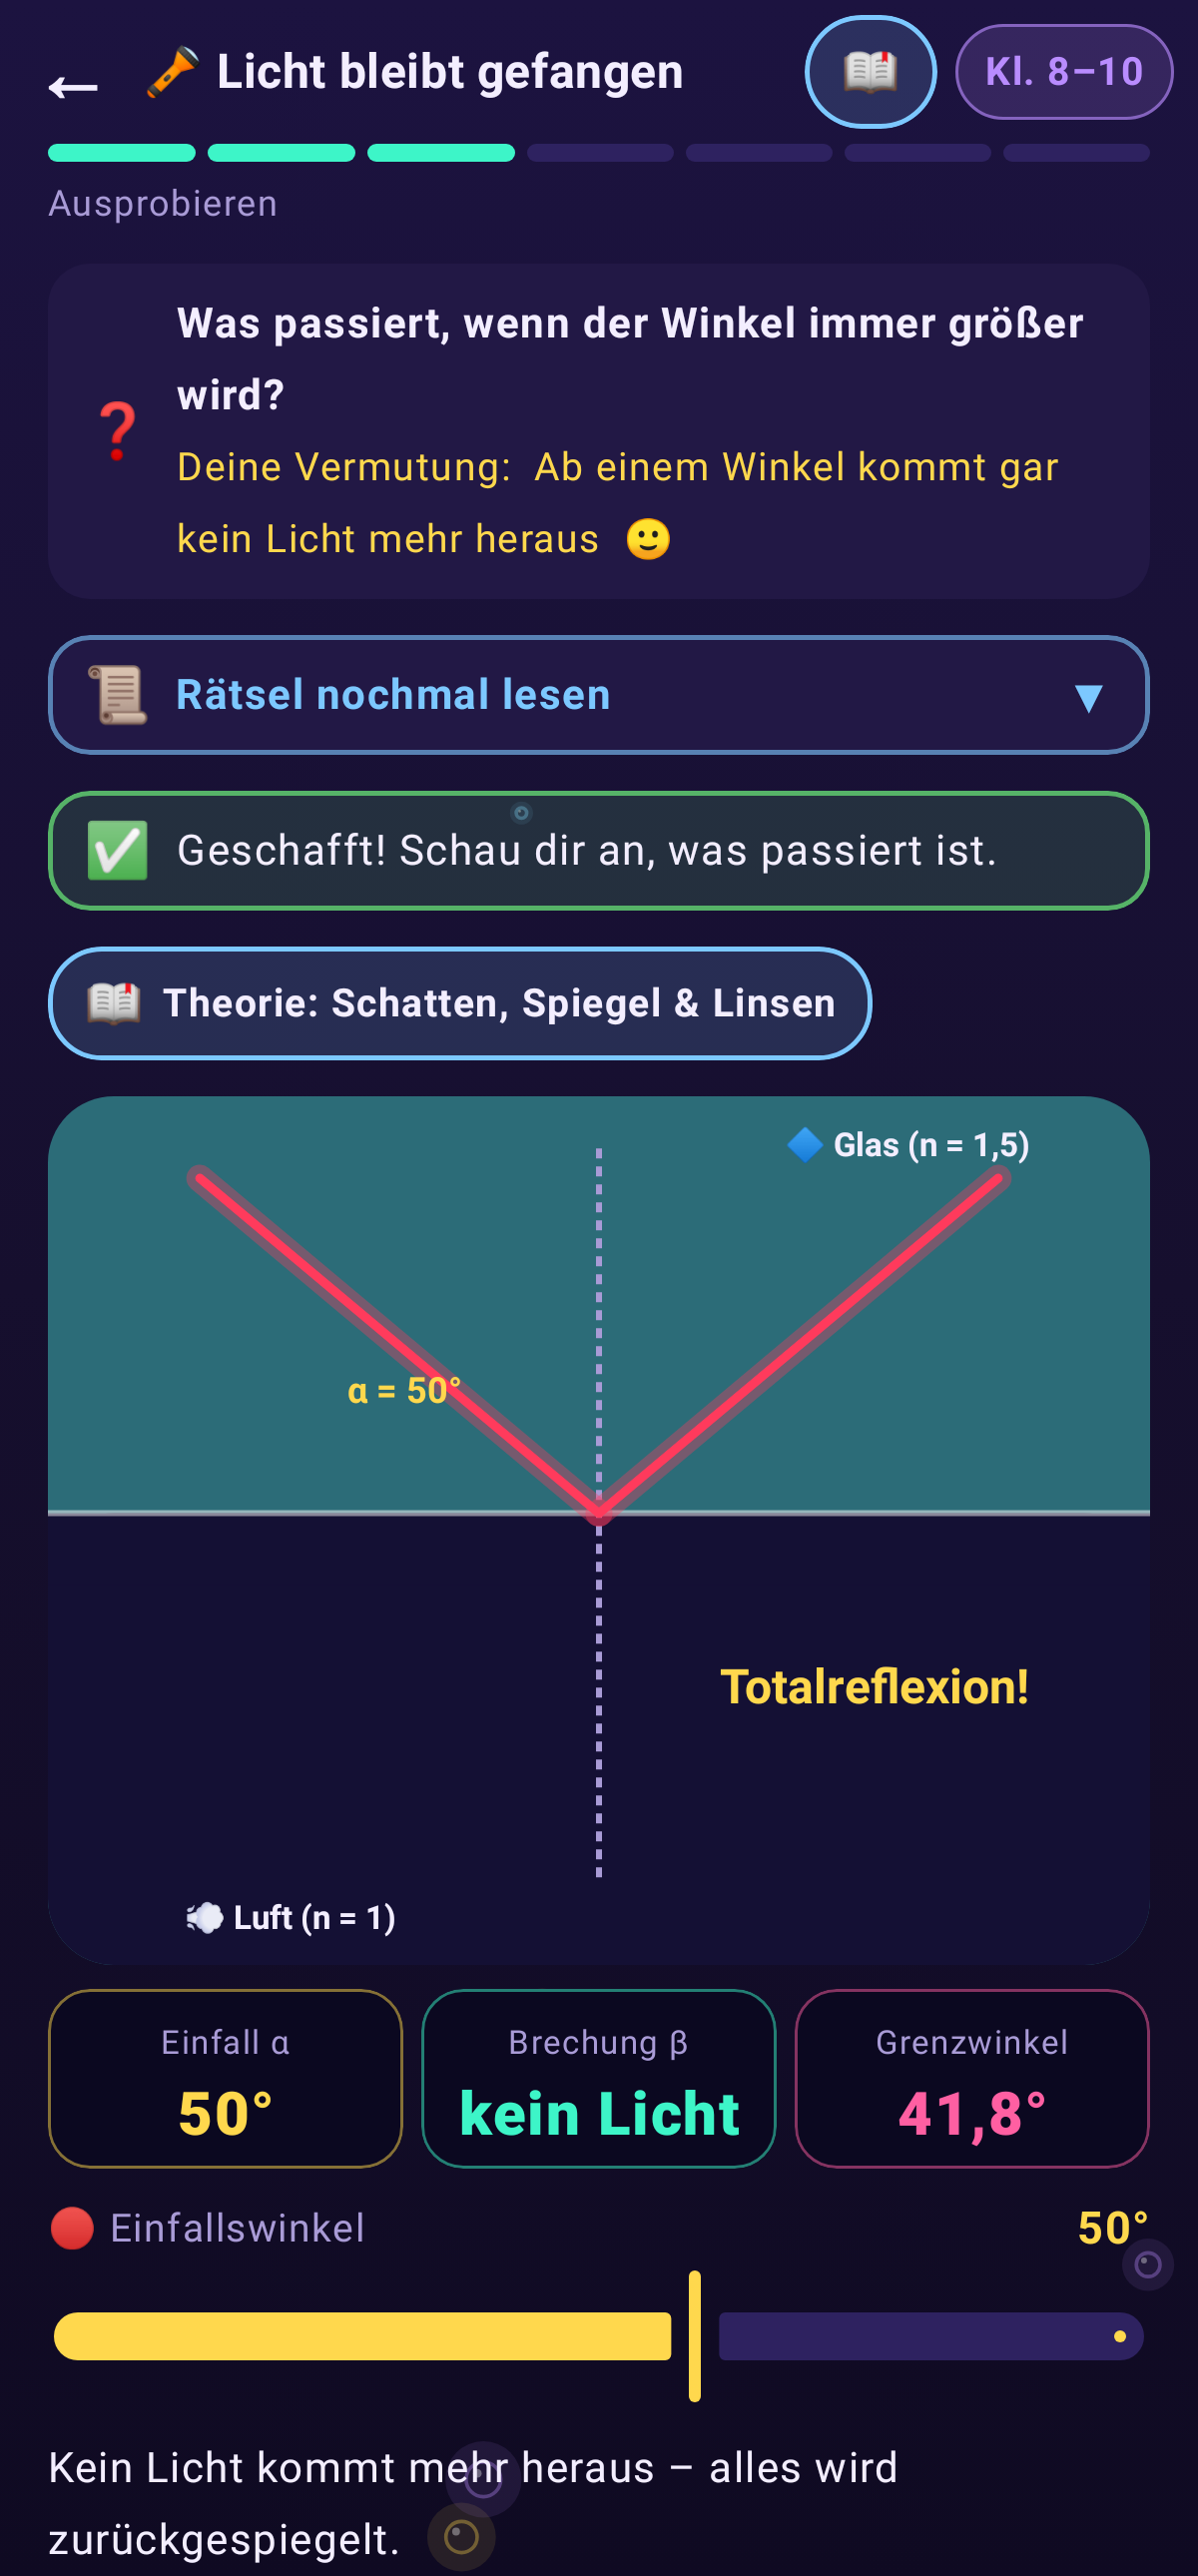 ← Licht bleibt gefangen
Kl. 8–10
Ausprobieren
Was passiert, wenn der Winkel immer größer
wird?
Deine Vermutung: Ab einem Winkel kommt gar
kein Licht mehr heraus 🙂
Rätsel nochmal lesen ▼
Geschafft! Schau dir an, was passiert ist.
Theorie: Schatten, Spiegel & Linsen
Glas (n = 1,5)
α = 50°
Totalreflexion!
Luft (n = 1)
Einfall α
50°
Brechung β
kein Licht
Grenzwinkel
41,8°
Einfallswinkel
50°
Kein Licht kommt mehr heraus – alles wird
zurückgespiegelt.